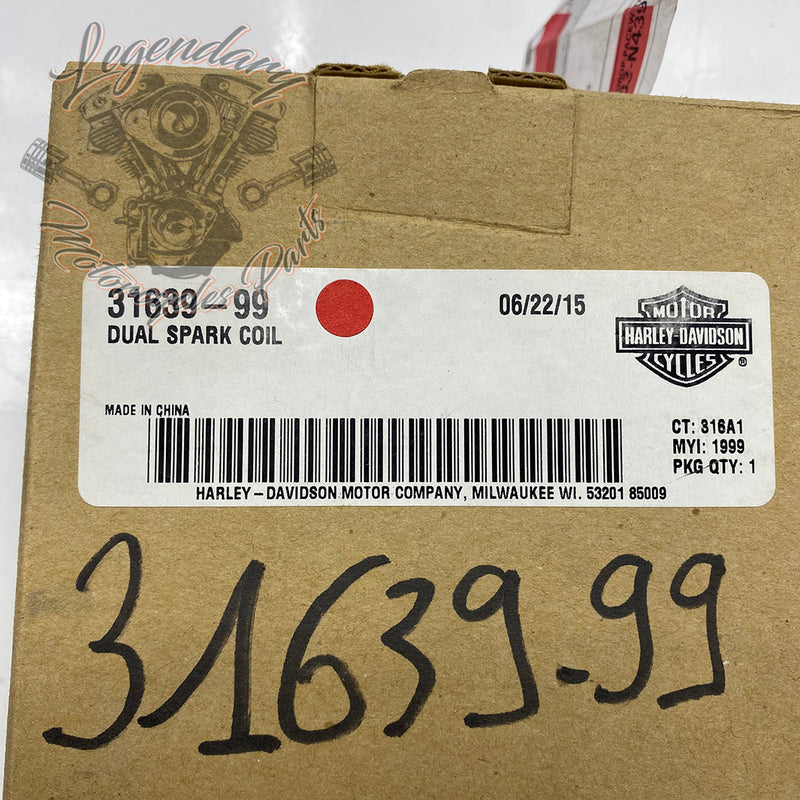 Legendary
Motorcycles Parts
31639-99
06/22/15
DUAL SPARK COIL
MOTOR
HARLEY-DAVIDSON
CYCLES
®
MADE IN CHINA
CT: 316A1
MYI: 1999
PKG QTY: 1
HARLEY-DAVIDSON MOTOR COMPANY, MILWAUKEE WI. 53201 85009
31639-99